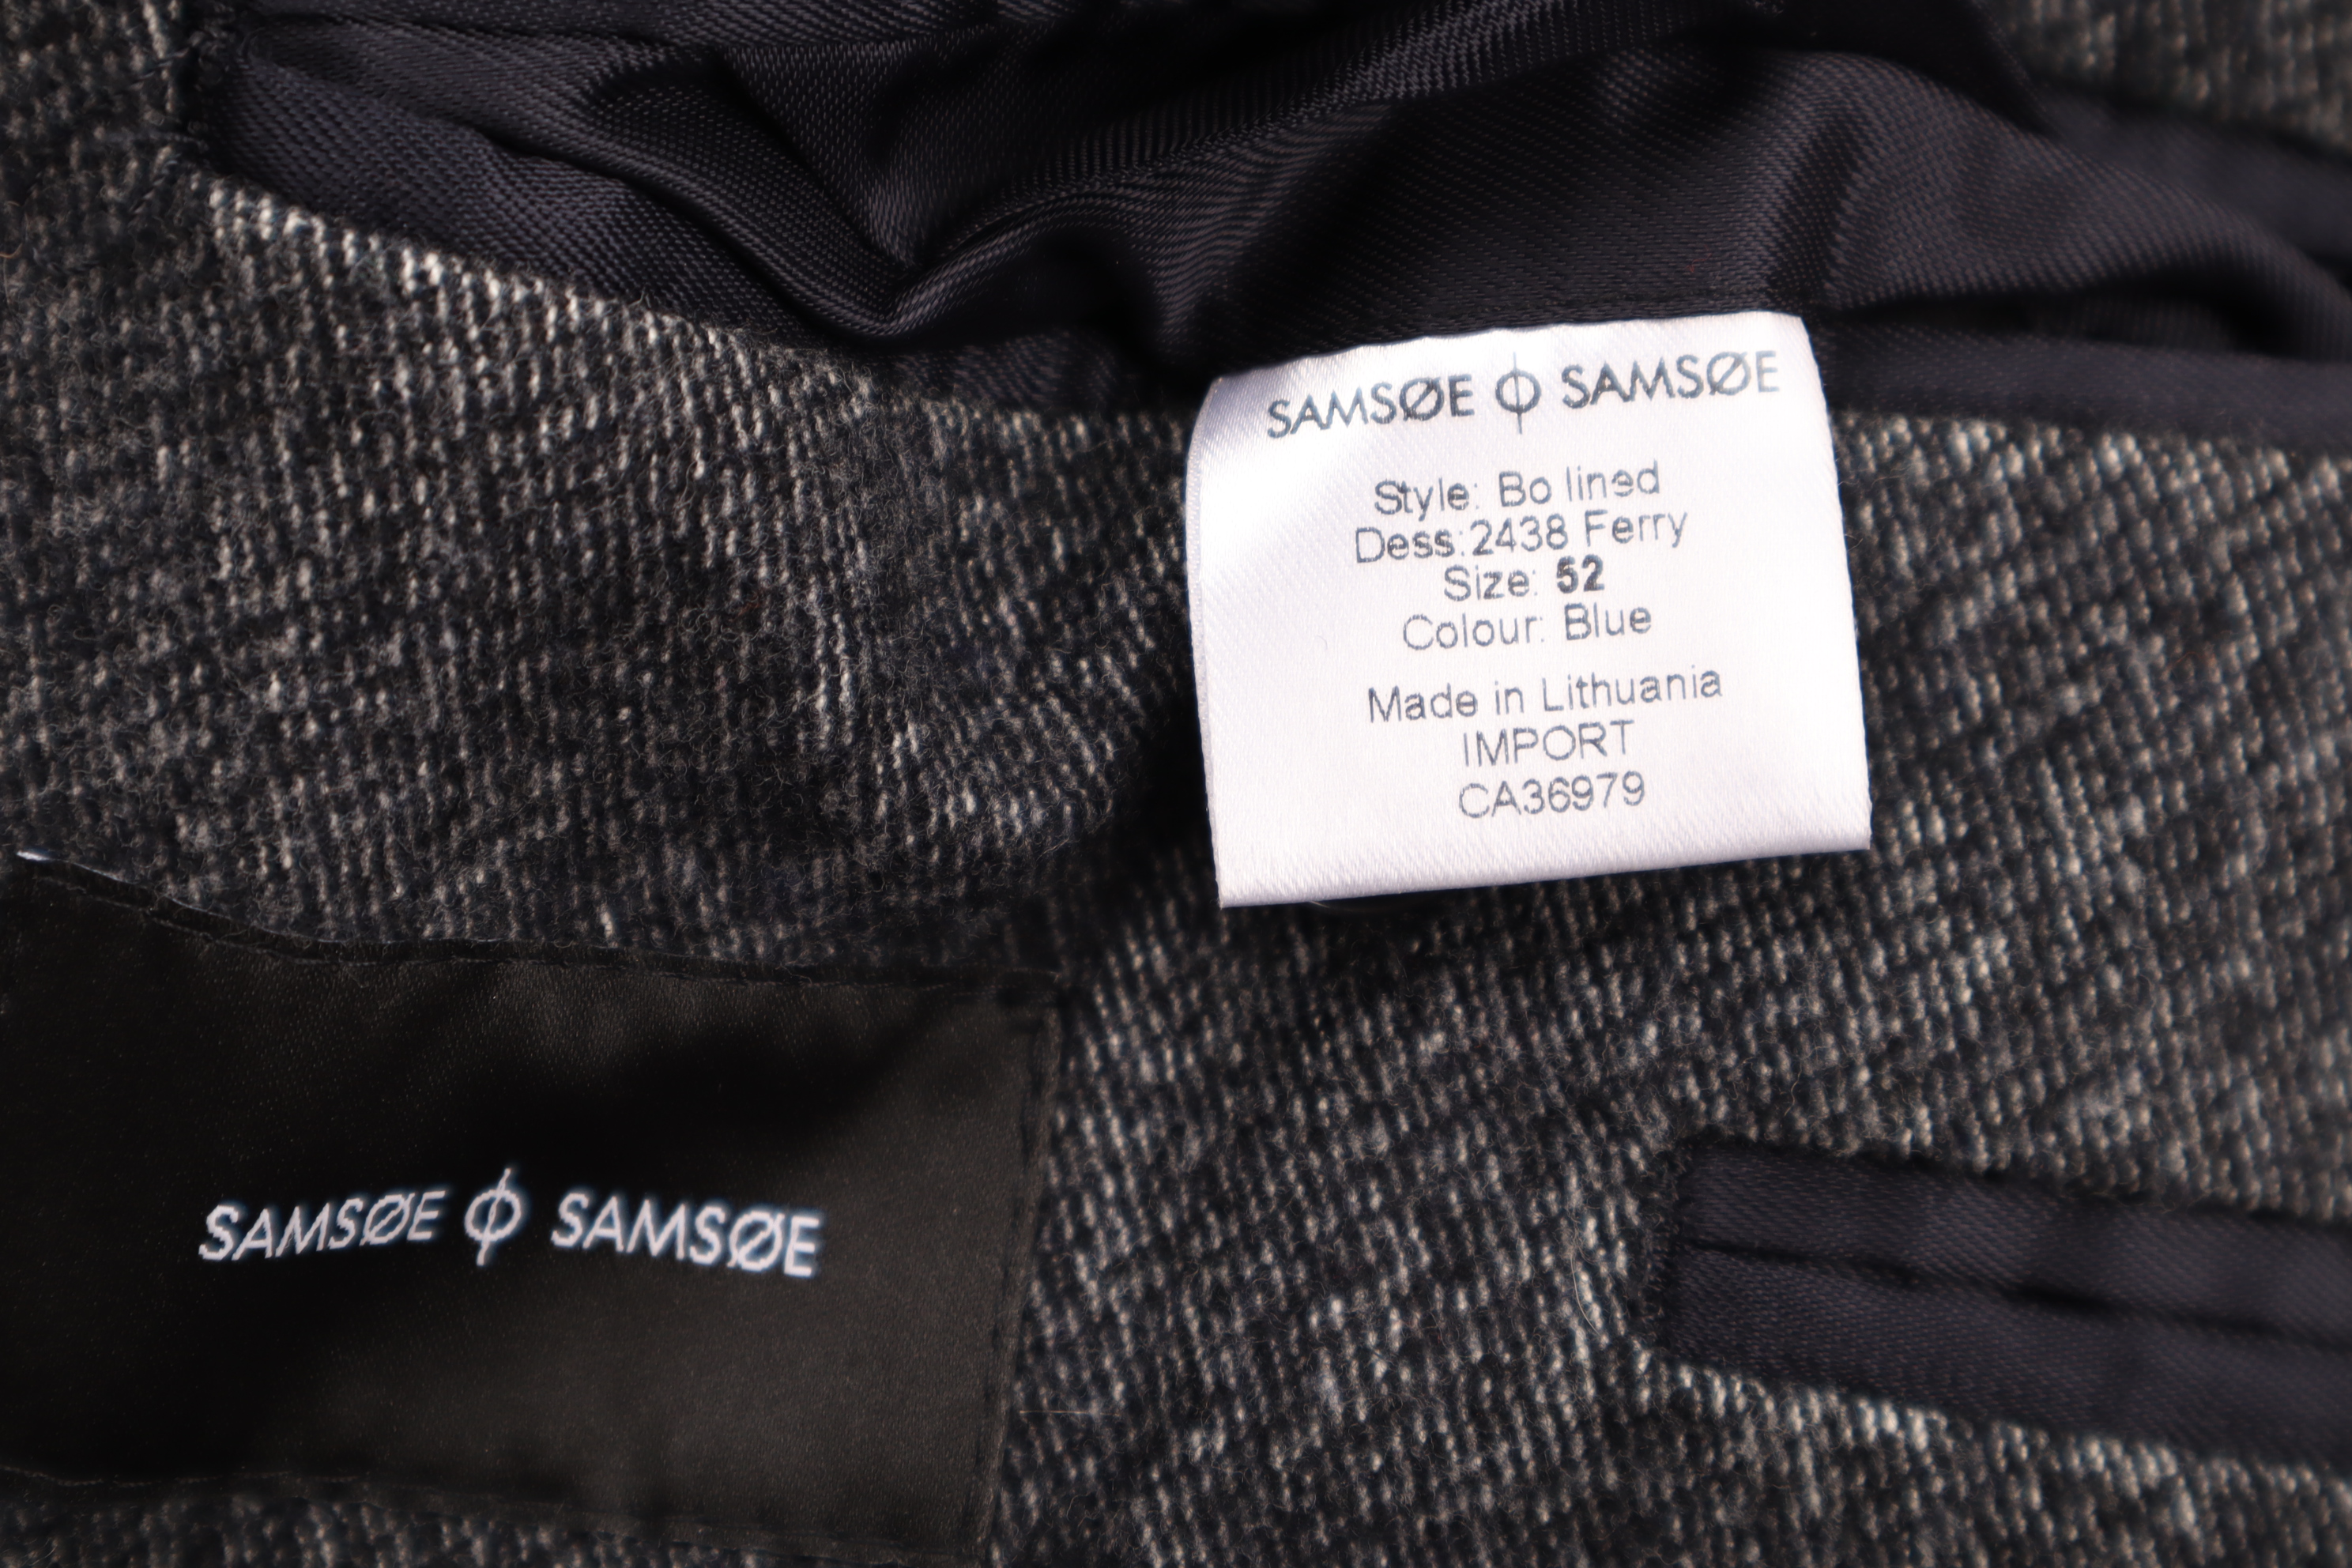 SAMSØE ϕ SAMSØE
Style: Bo lined
Dess:2438 Ferry
Size: 52
Colour: Blue
Made in Lithuania
IMPORT
CA36979
SAMSØE ϕ SAMSØE